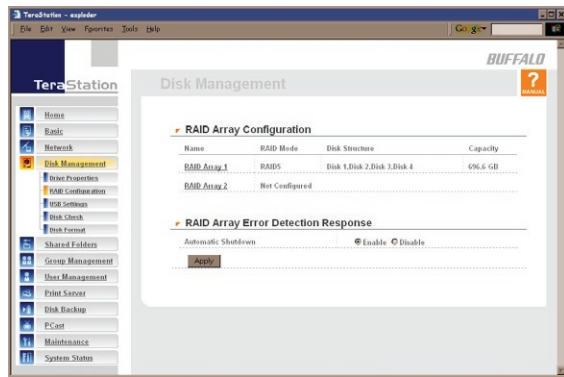 TeraStation - exploder
File Edit View Favorites Tools Help
Google
BUFFALO
TeraStation
Disk Management
?
MANUAL
Home
Basic
Network
Disk Management
Drive Properties
RAID Configuration
USB Settings
Disk Check
Disk Format
Shared Folders
Group Management
User Management
Print Server
Disk Backup
PCast
Maintenance
System Status
RAID Array Configuration
Name RAID Mode Disk Structure Capacity
RAID Array 1 RAID5 Disk 1,Disk 2,Disk 3,Disk 4 696.6 GB
RAID Array 2 Not Configured
RAID Array Error Detection Response
Automatic Shutdown Enable Disable
Apply